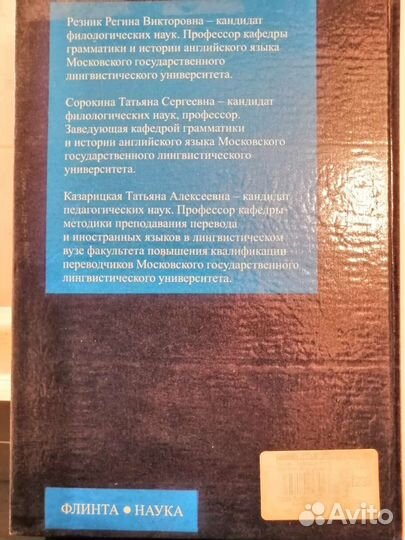 Резник Регина Викторовна – кандидат
филологических наук. Профессор кафедры
грамматики и истории английского языка
Московского государственного
лингвистического университета.
Сорокина Татьяна Сергеевна – кандидат
филологических наук, профессор.
Заведующая кафедрой грамматики
и истории английского языка Московского
государственного лингвистического
университета.
Казарицкая Татьяна Алексеевна – кандидат
педагогических наук. Профессор кафедры
методики преподавания перевода
и иностранных языков в лингвистическом
вузе факультета повышения квалификации
переводчиков Московского государственного
лингвистического университета.
ФЛИНТА • НАУКА
Avito